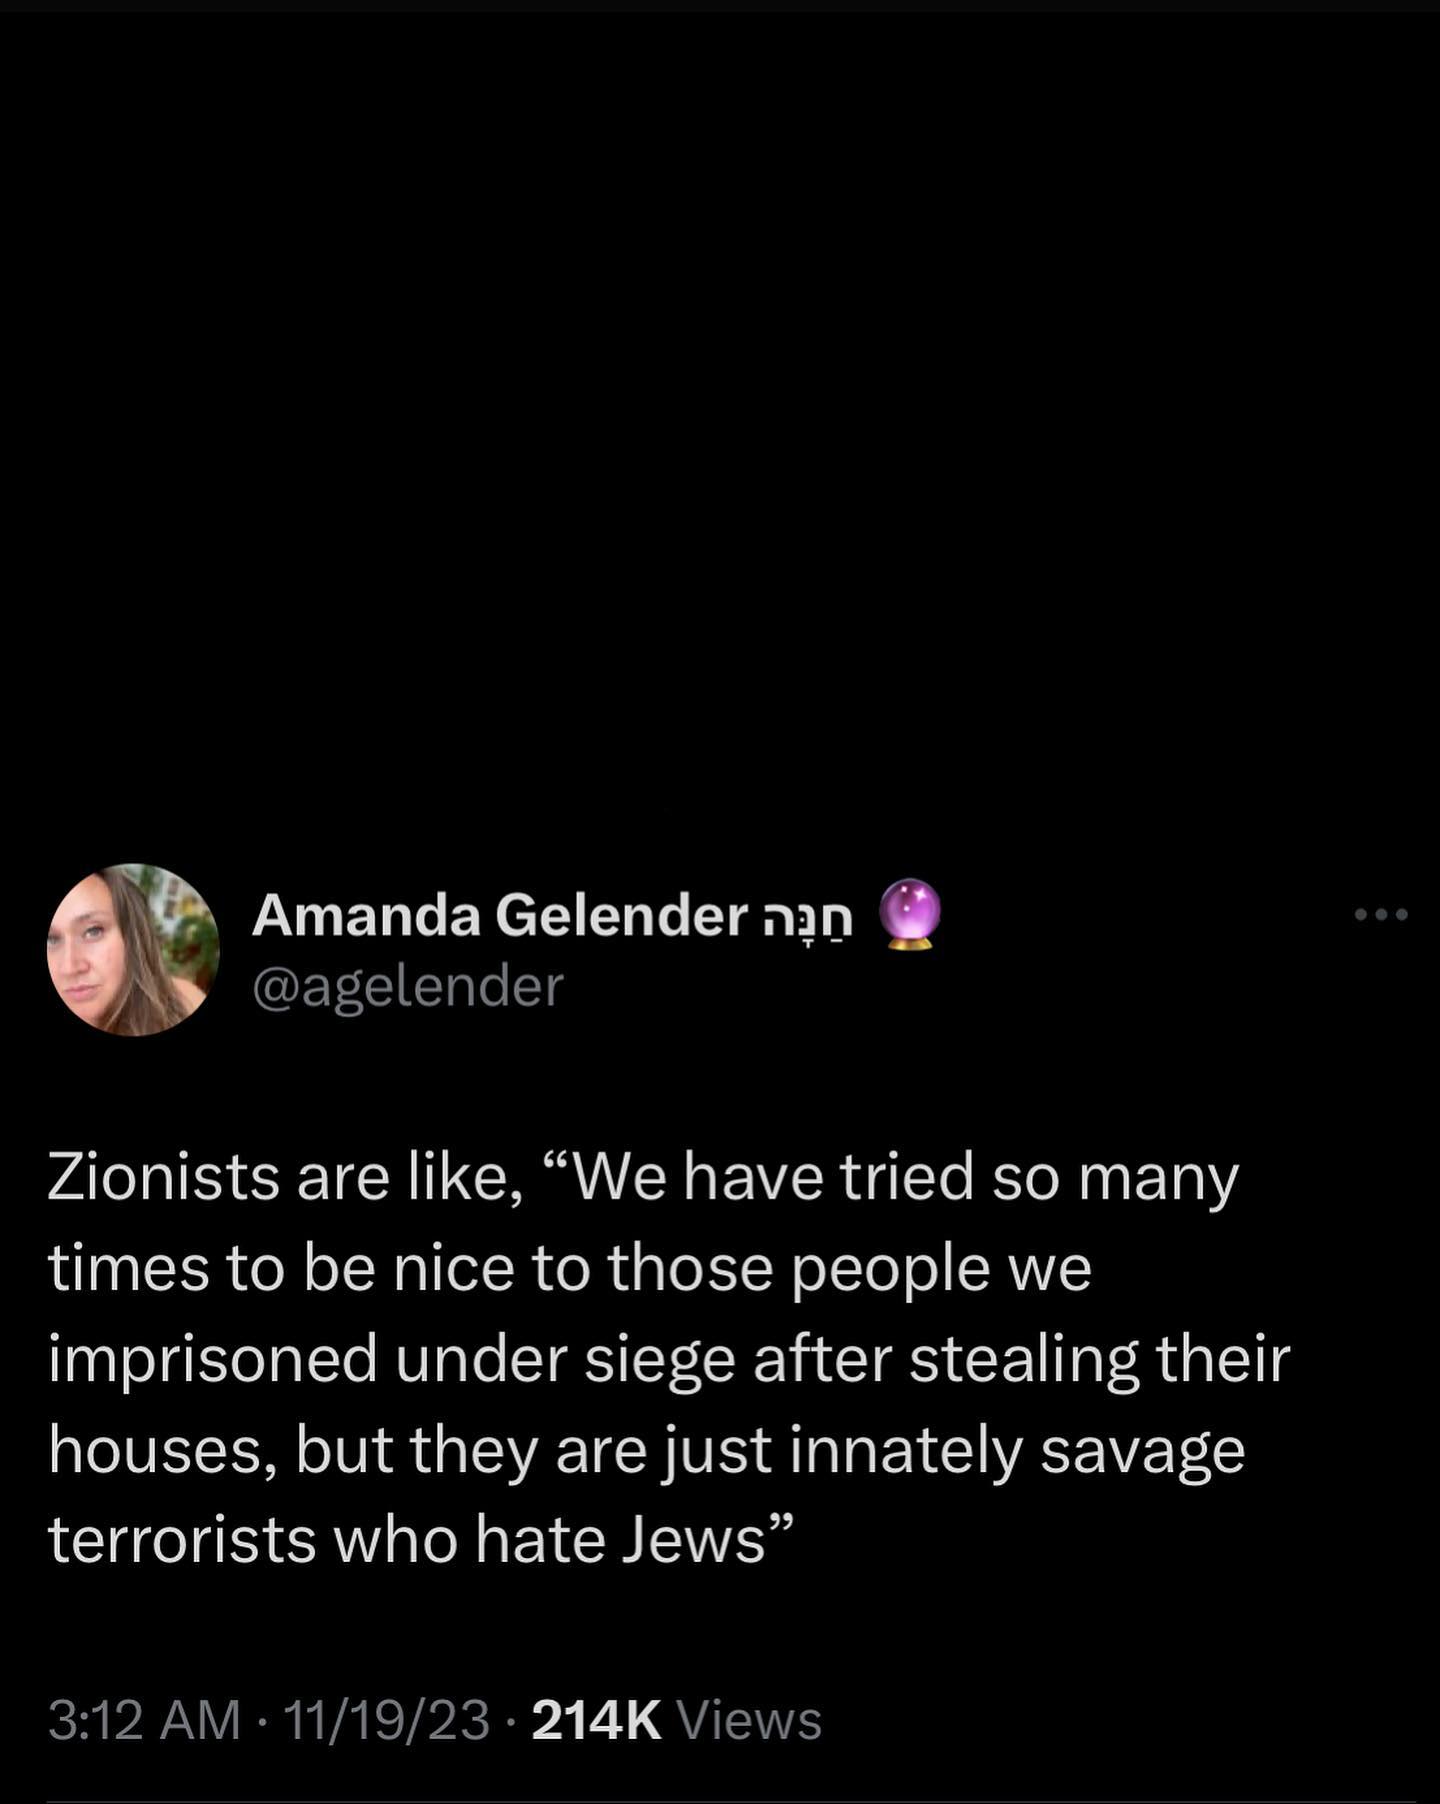 Amanda Gelender חַנָּה 🔮
@agelender
Zionists are like, “We have tried so many
times to be nice to those people we
imprisoned under siege after stealing their
houses, but they are just innately savage
terrorists who hate Jews”
3:12 AM · 11/19/23 · 214K Views